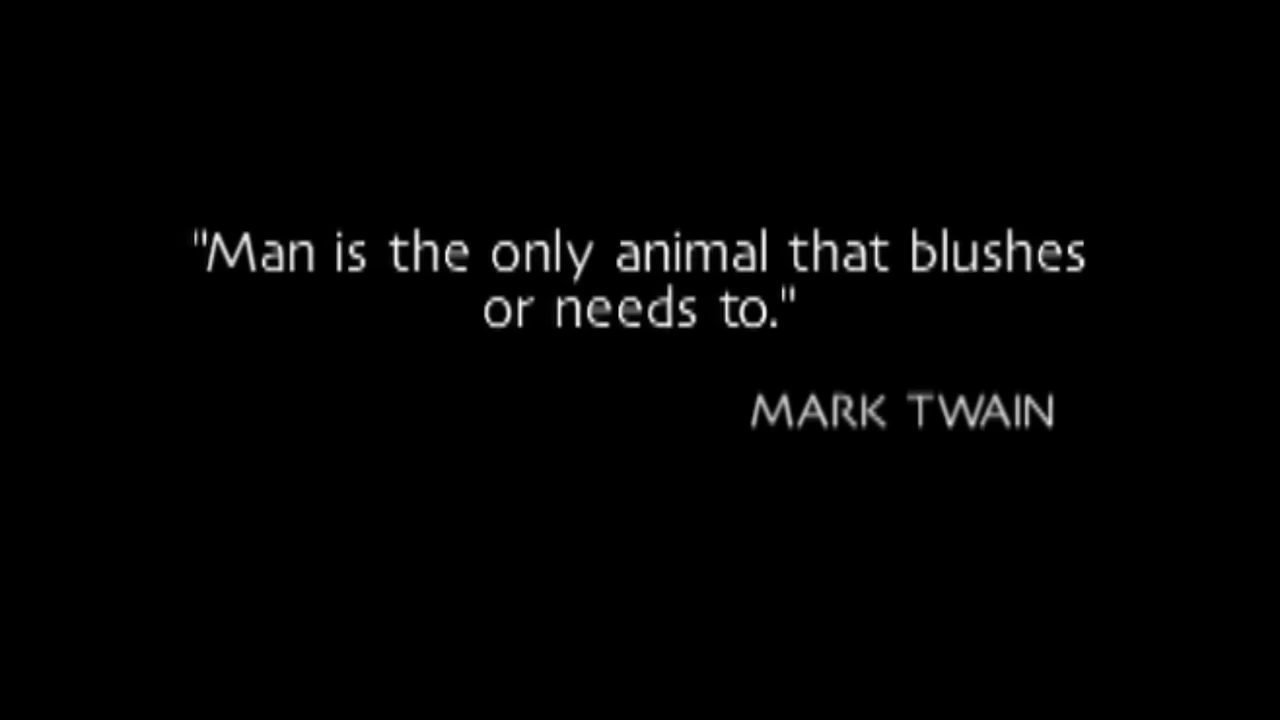 "Man is the only animal that blushes
or needs to."
MARK TWAIN